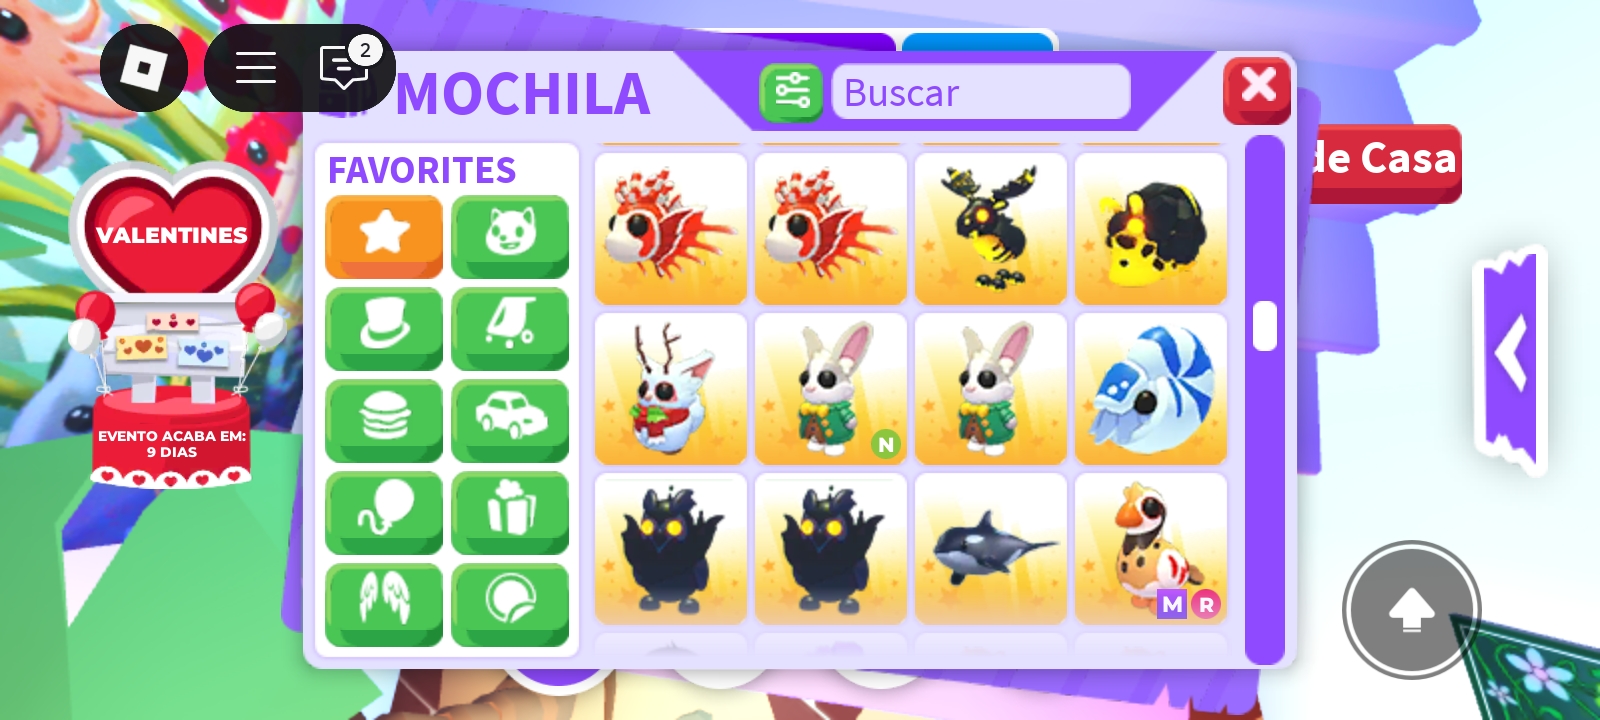 2
MOCHILA
Buscar
FAVORITES
VALENTINES
EVENTO ACABA EM:
9 DIAS
de Casa
N
M R